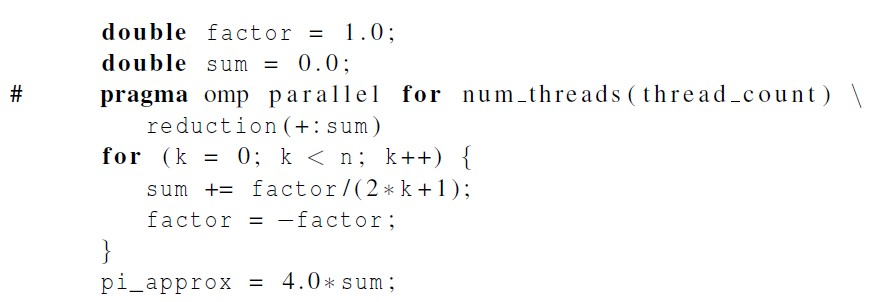 double factor = 1.0;
double sum = 0.0;
# pragma omp parallel for num_threads(thread_count) \
reduction(+:sum)
for (k = 0; k < n; k++) {
sum += factor/(2*k+1);
factor = −factor;
}
pi_approx = 4.0*sum;